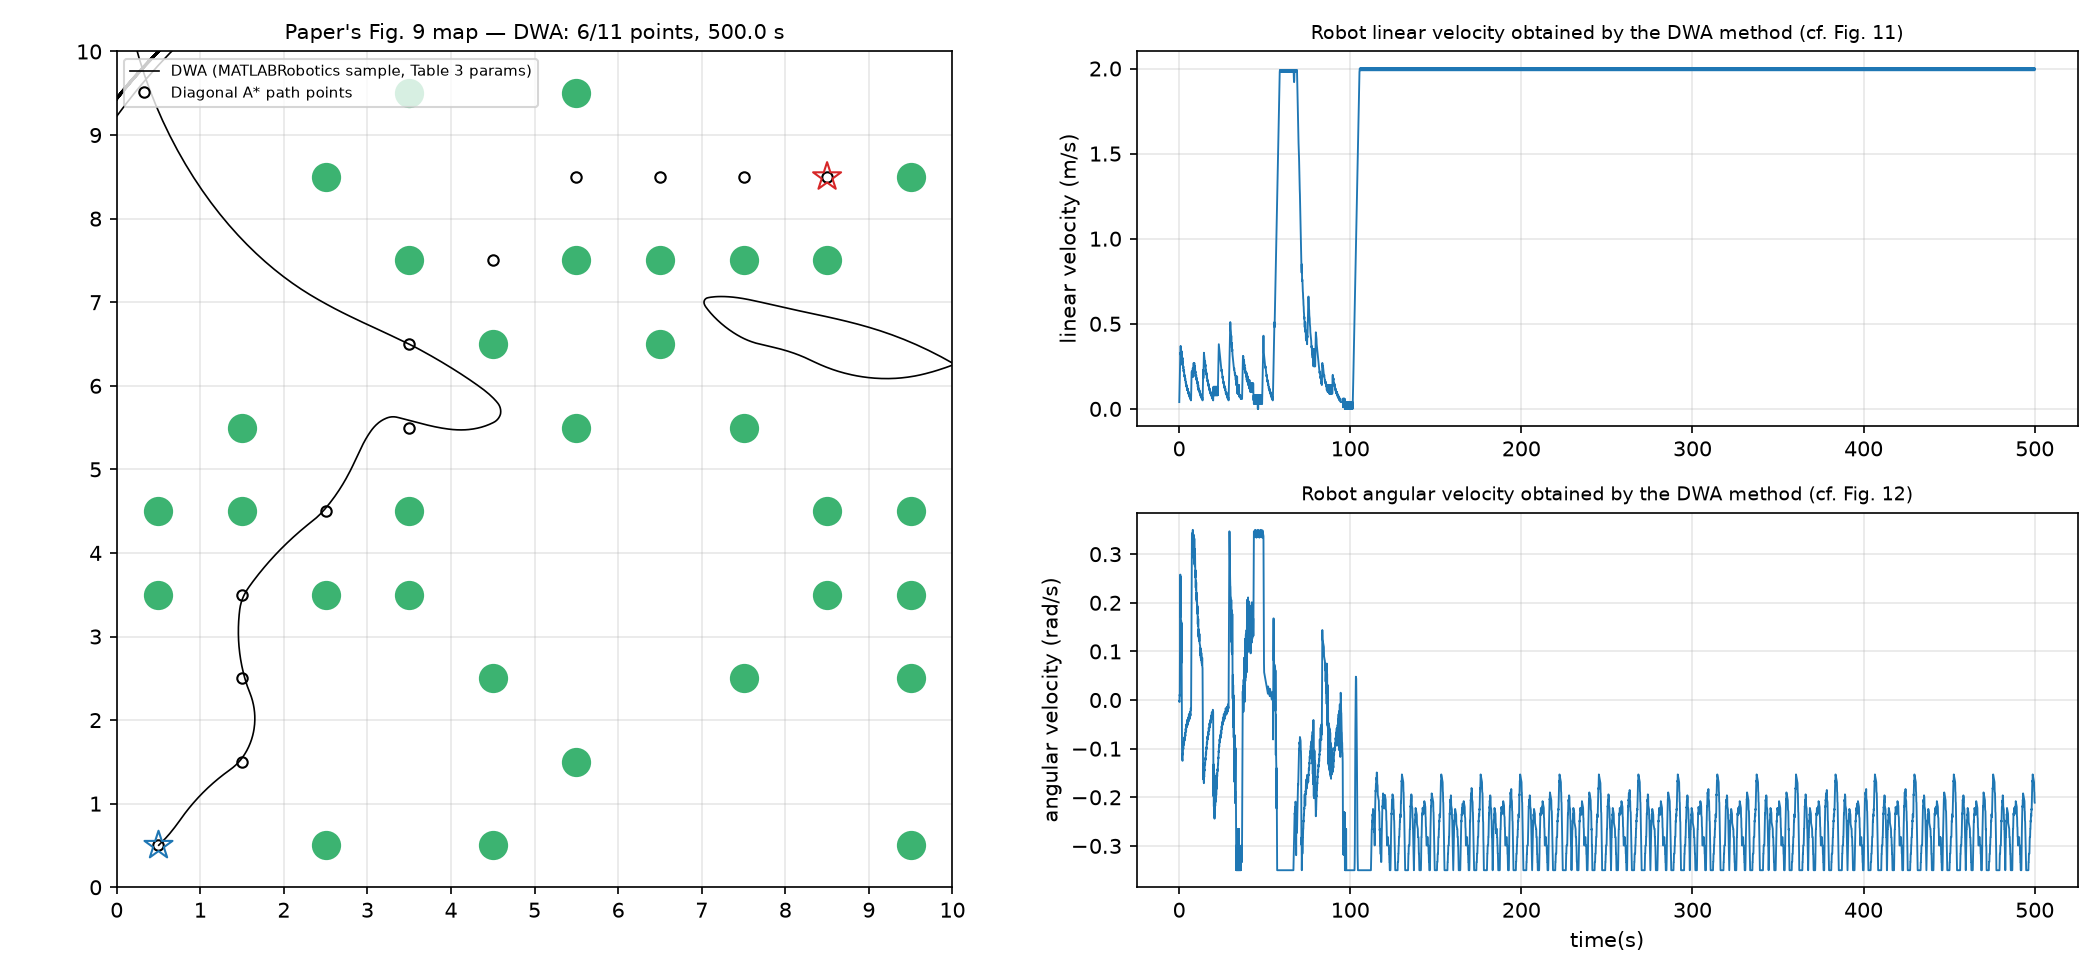 Paper's Fig. 9 map — DWA: 6/11 points, 500.0 s
DWA (MATLABRobotics sample, Table 3 params)
Diagonal A* path points
10
9
8
7
6
5
4
3
2
1
0
0 1 2 3 4 5 6 7 8 9 10
Robot linear velocity obtained by the DWA method (cf. Fig. 11)
linear velocity (m/s)
2.0
1.5
1.0
0.5
0.0
0 100 200 300 400 500
Robot angular velocity obtained by the DWA method (cf. Fig. 12)
angular velocity (rad/s)
0.3
0.2
0.1
0.0
−0.1
−0.2
−0.3
0 100 200 300 400 500
time(s)